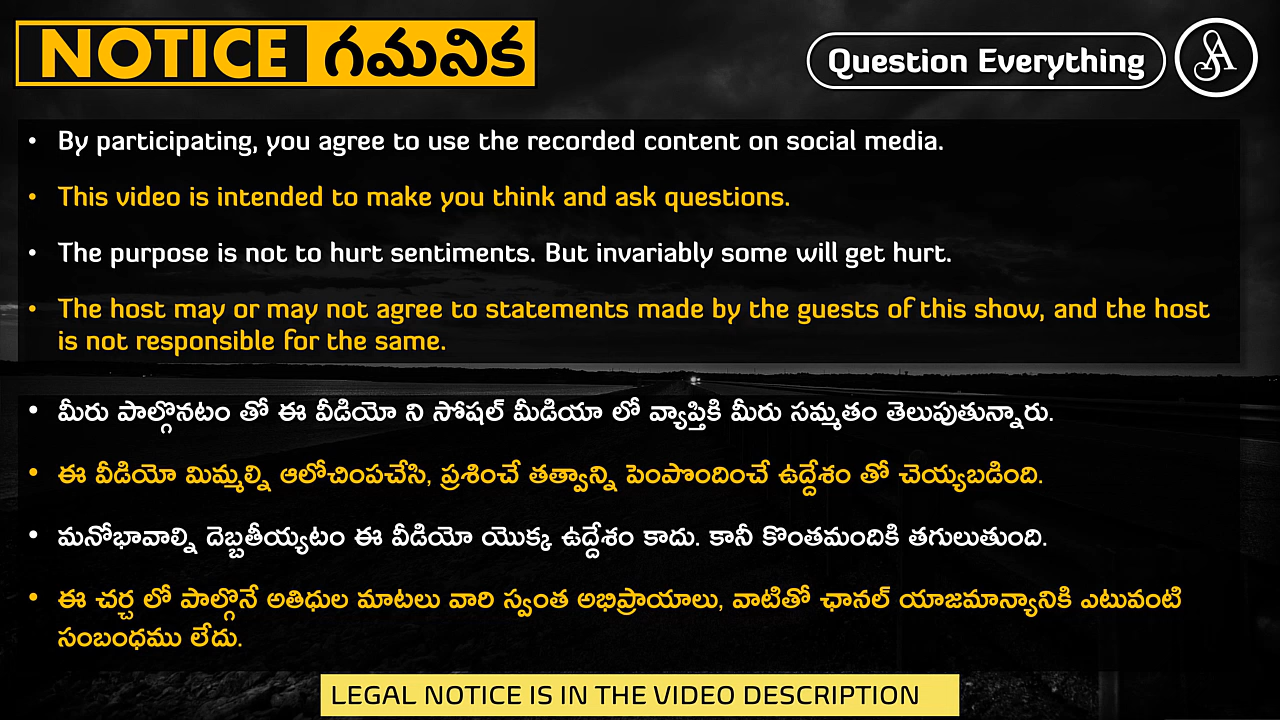 NOTICE గమనిక
Question Everything
• By participating, you agree to use the recorded content on social media.
• This video is intended to make you think and ask questions.
• The purpose is not to hurt sentiments. But invariably some will get hurt.
• The host may or may not agree to statements made by the guests of this show, and the host
is not responsible for the same.
• మీరు పాల్గొనటం తో ఈ వీడియో ని సోషల్ మీడియా లో వ్యాప్తికి మీరు సమ్మతం తెలుపుతున్నారు.
• ఈ వీడియో మిమ్మల్ని ఆలోచింపచేసి, ప్రశించే తత్వాన్ని పెంపొందించే ఉద్దేశం తో చెయ్యబడింది.
• మనోభావాల్ని దెబ్బతీయ్యటం ఈ వీడియో యొక్క ఉద్దేశం కాదు. కానీ కొంతమందికి తగులుతుంది.
• ఈ చర్చ లో పాల్గొనే అతిధుల మాటలు వారి స్వంత అభిప్రాయాలు, వాటితో ఛానల్ యాజమాన్యానికి ఎటువంటి
సంబంధము లేదు.
LEGAL NOTICE IS IN THE VIDEO DESCRIPTION